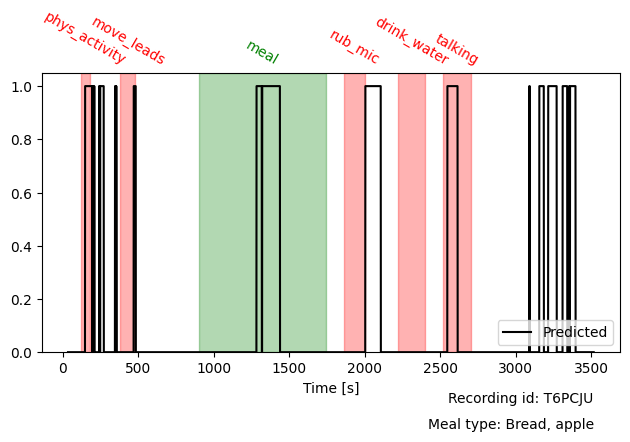 phys_activity
move_leads
meal
rub_mic
drink_water
talking
1.0
0.8
0.6
0.4
0.2
0.0
Predicted
0 500 1000 1500 2000 2500 3000 3500
Time [s]
Recording id: T6PCJU
Meal type: Bread, apple